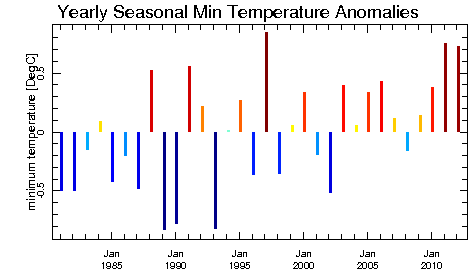 Yearly Seasonal Min Temperature Anomalies
minimum temperature [DegC]
0.5
0
-0.5
Jan Jan Jan Jan Jan Jan
1985 1990 1995 2000 2005 2010